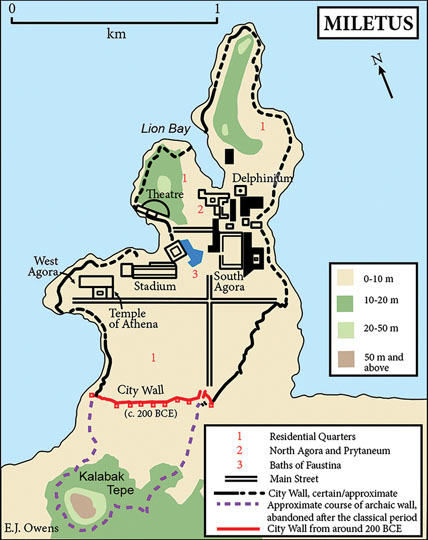 0 1
km
MILETUS
N
Lion Bay
1
1
Delphinium
2
Theatre
3
West
Agora
Stadium
South
Agora
Temple
of Athena
1
City Wall
(c. 200 BCE)
Kalabak
Tepe
E.J. Owens
0-10 m
10-20 m
20-50 m
50 m and
above
1 Residential Quarters
2 North Agora and Prytaneum
3 Baths of Faustina
Main Street
City Wall, certain/approximate
Approximate course of archaic wall,
abandoned after the classical period
City Wall from around 200 BCE